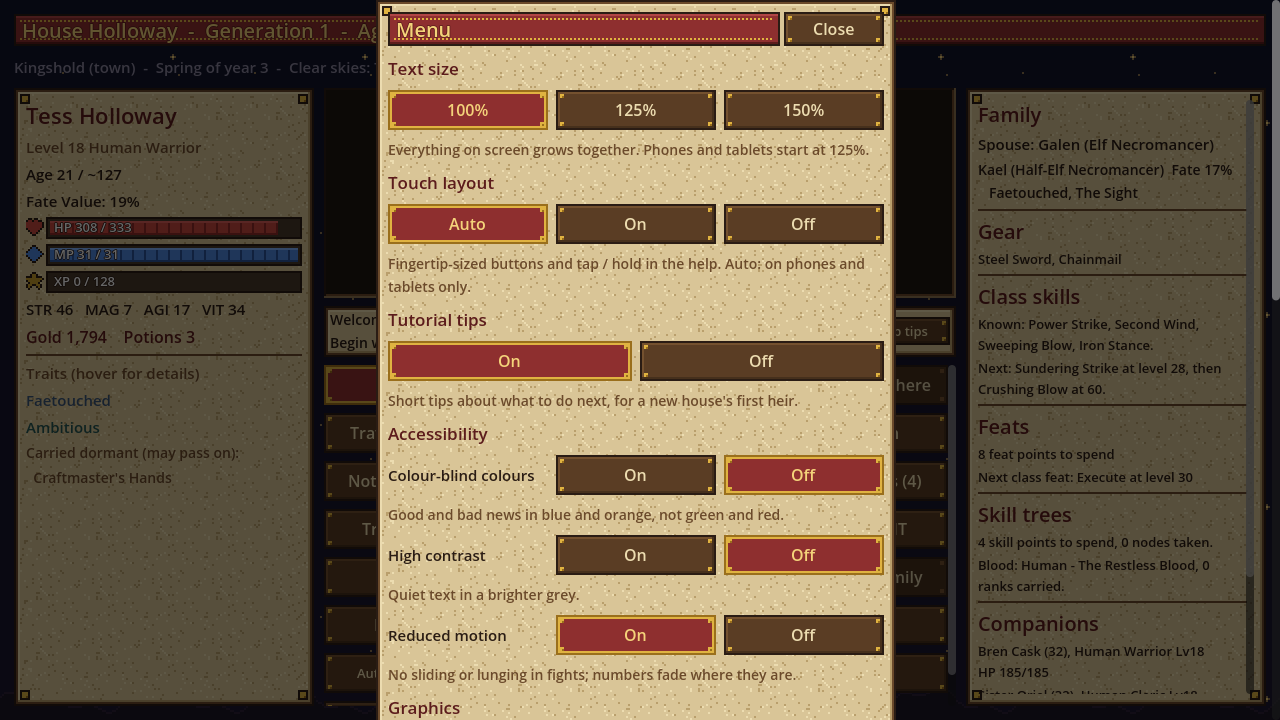 House Holloway - Generation 1 - Ag
Kingshold (town) - Spring of year 3 - Clear skies:
Tess Holloway
Level 18 Human Warrior
Age 21 / ~127
Fate Value: 19%
HP 308 / 333
MP 31 / 31
XP 0 / 128
STR 46 MAG 7 AGI 17 VIT 34
Gold 1,794 Potions 3
Traits (hover for details)
Faetouched
Ambitious
Carried dormant (may pass on):
Craftmaster's Hands
Welcor
Begin w
Tra
Not
Tr
Aut
Menu
Close
Text size
100%
125%
150%
Everything on screen grows together. Phones and tablets start at 125%.
Touch layout
Auto
On
Off
Fingertip-sized buttons and tap / hold in the help. Auto: on phones and
tablets only.
Tutorial tips
On
Off
Short tips about what to do next, for a new house's first heir.
Accessibility
Colour-blind colours
On
Off
Good and bad news in blue and orange, not green and red.
High contrast
On
Off
Quiet text in a brighter grey.
Reduced motion
On
Off
No sliding or lunging in fights; numbers fade where they are.
Graphics
tips
here
(4)
T
mily
Family
Spouse: Galen (Elf Necromancer)
Kael (Half-Elf Necromancer) Fate 17%
Faetouched, The Sight
Gear
Steel Sword, Chainmail
Class skills
Known: Power Strike, Second Wind,
Sweeping Blow, Iron Stance.
Next: Sundering Strike at level 28, then
Crushing Blow at 60.
Feats
8 feat points to spend
Next class feat: Execute at level 30
Skill trees
4 skill points to spend, 0 nodes taken.
Blood: Human - The Restless Blood, 0
ranks carried.
Companions
Bren Cask (32), Human Warrior Lv18
HP 185/185